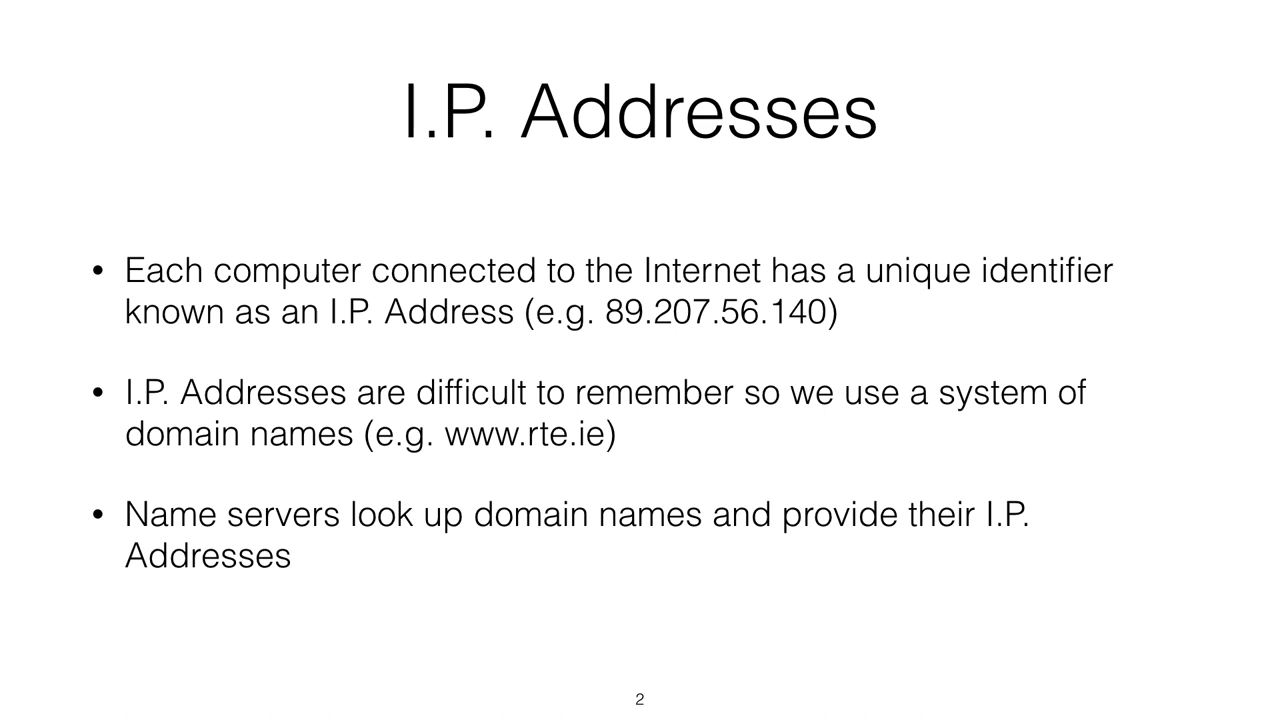 I.P. Addresses
• Each computer connected to the Internet has a unique identifier
known as an I.P. Address (e.g. 89.207.56.140)
• I.P. Addresses are difficult to remember so we use a system of
domain names (e.g. www.rte.ie)
• Name servers look up domain names and provide their I.P.
Addresses
2